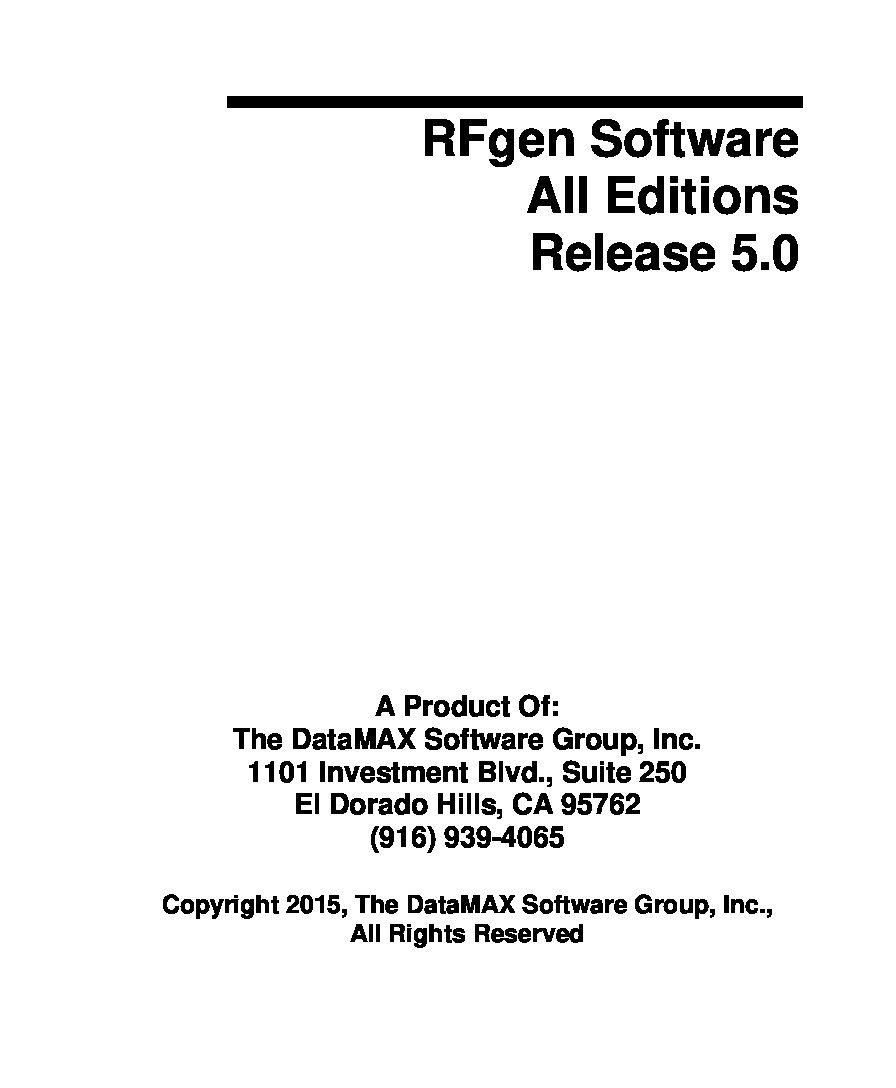 RFgen Software
All Editions
Release 5.0
A Product Of:
The DataMAX Software Group, Inc.
1101 Investment Blvd., Suite 250
El Dorado Hills, CA 95762
(916) 939-4065
Copyright 2015, The DataMAX Software Group, Inc.,
All Rights Reserved